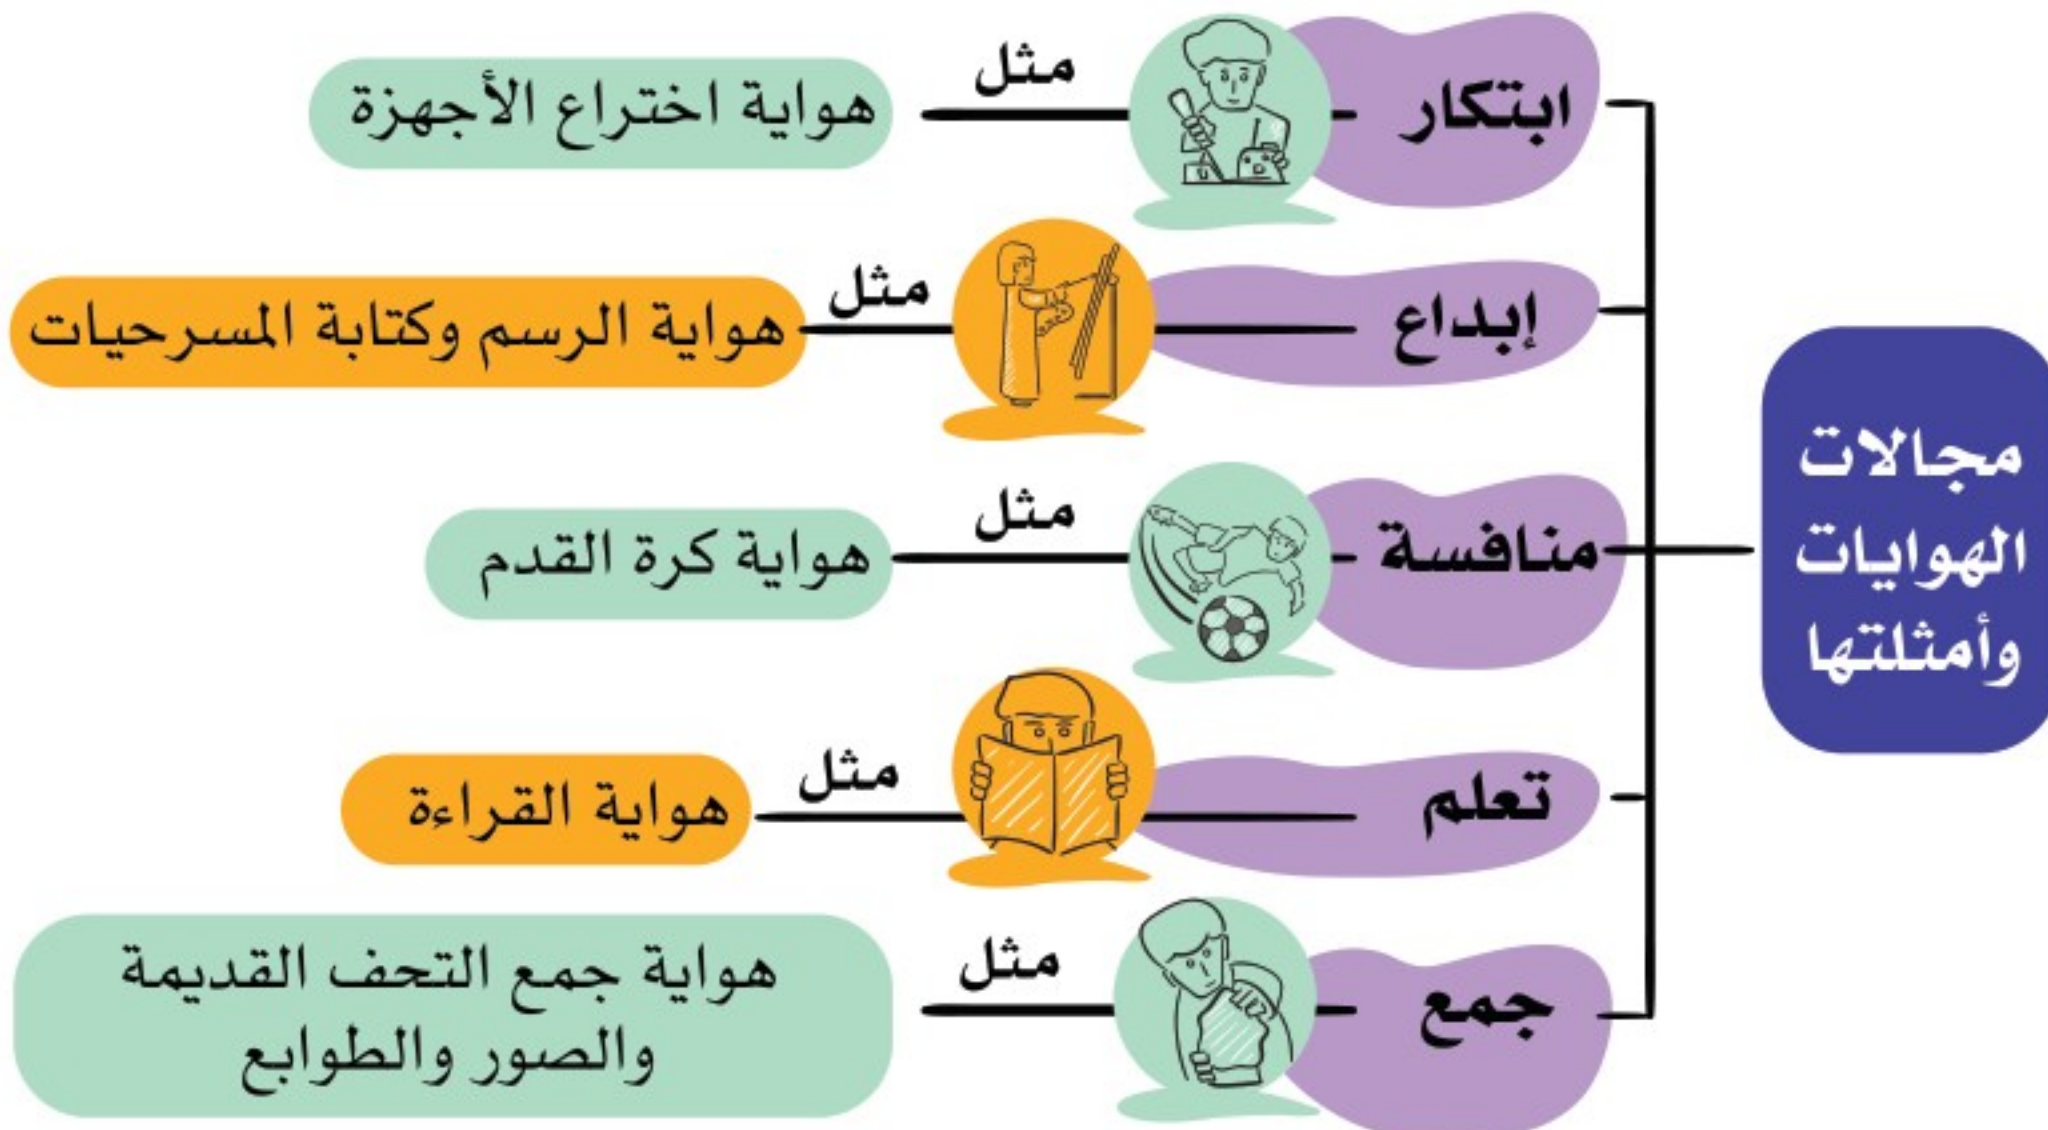 مجالات
الهوايات
وأمثلتها
ابتكار
مثل
هواية اختراع الأجهزة
إبداع
مثل
هواية الرسم وكتابة المسرحيات
منافسة
مثل
هواية كرة القدم
تعلم
مثل
هواية القراءة
جمع
مثل
هواية جمع التحف القديمة
والصور والطوابع